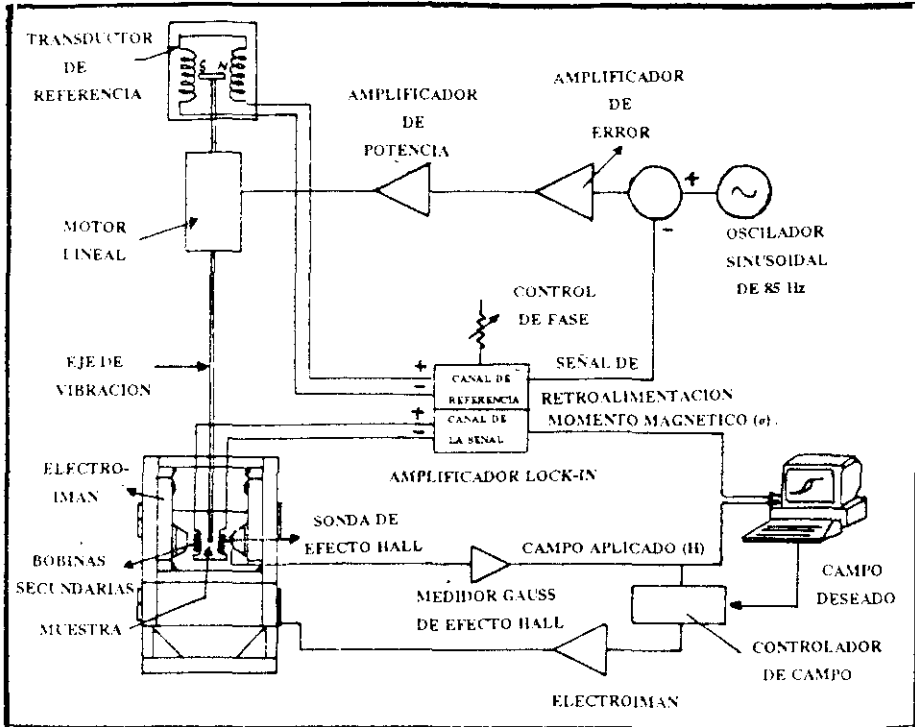 TRANSDUCTOR
DE
REFERENCIA
S N
AMPLIFICADOR
DE
POTENCIA
AMPLIFICADOR
DE
ERROR
MOTOR
LINEAL
+
-
OSCILADOR
SINUSOIDAL
DE 85 Hz
CONTROL
DE FASE
EJE DE
VIBRACION
+
-
CANAL DE
REFERENCIA
SEÑAL DE
RETROALIMENTACION
+
-
CANAL DE
LA SENAL
MOMENTO MAGNETICO (σ).
AMPLIFICADOR LOCK-IN
ELECTRO-
IMAN
SONDA DE
EFECTO HALL
BOBINAS
SECUNDARIAS
MUESTRA
CAMPO APLICADO (H)
MEDIDOR GAUSS
DE EFECTO HALL
CAMPO
DESEADO
CONTROLADOR
DE CAMPO
ELECTROIMAN